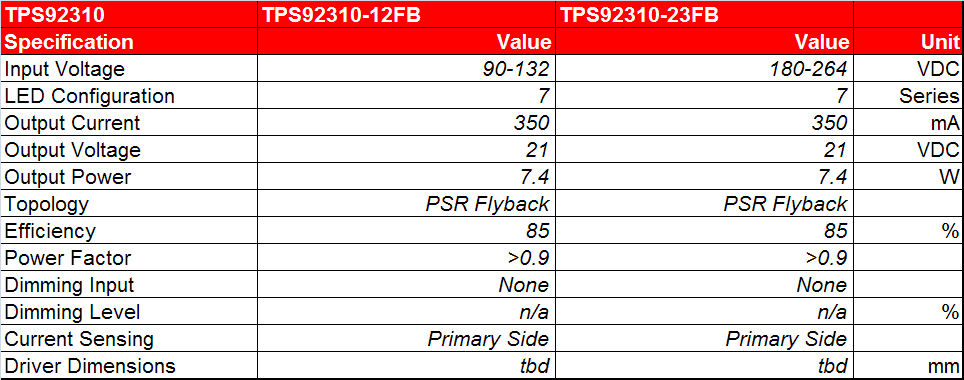 TPS92310 TPS92310-12FB TPS92310-23FB
Specification Value Value Unit
Input Voltage 90-132 180-264 VDC
LED Configuration 7 7 Series
Output Current 350 350 mA
Output Voltage 21 21 VDC
Output Power 7.4 7.4 W
Topology PSR Flyback PSR Flyback
Efficiency 85 85 %
Power Factor >0.9 >0.9
Dimming Input None None
Dimming Level n/a n/a %
Current Sensing Primary Side Primary Side
Driver Dimensions tbd tbd mm